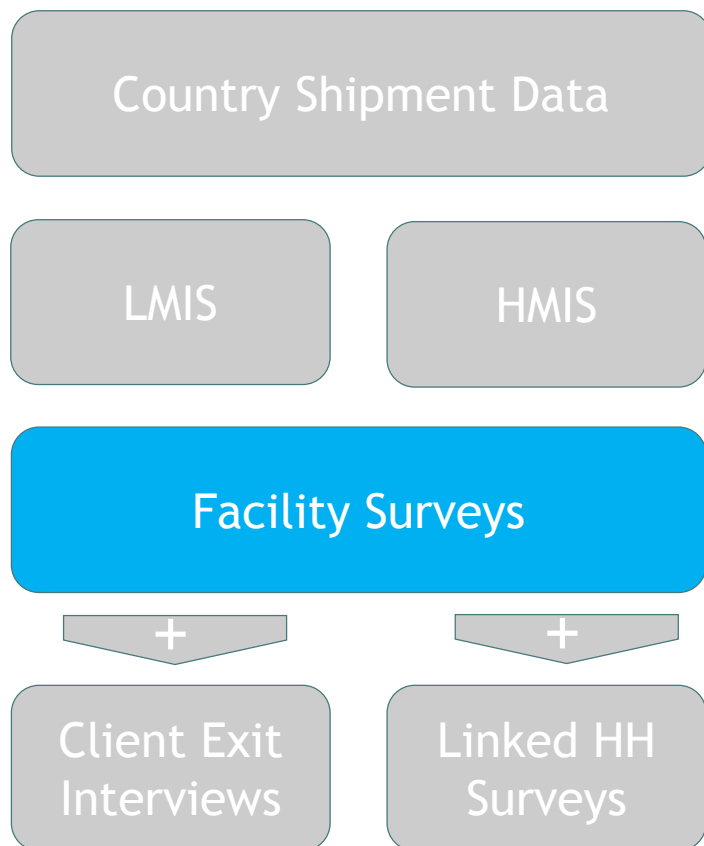 Country Shipment Data
LMIS
HMIS
Facility Surveys
+
+
Client Exit
Interviews
Linked HH
Surveys